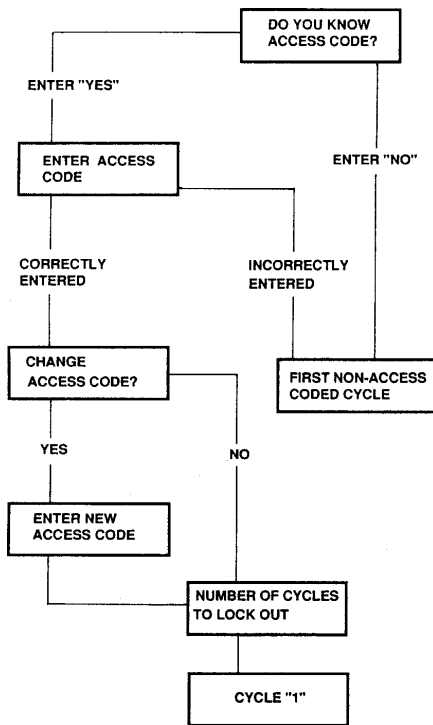 DO YOU KNOW
ACCESS CODE?
ENTER "YES"
ENTER ACCESS
CODE
ENTER "NO"
CORRECTLY
ENTERED
INCORRECTLY
ENTERED
CHANGE
ACCESS CODE?
FIRST NON-ACCESS
CODED CYCLE
YES
NO
ENTER NEW
ACCESS CODE
NUMBER OF CYCLES
TO LOCK OUT
CYCLE "1"